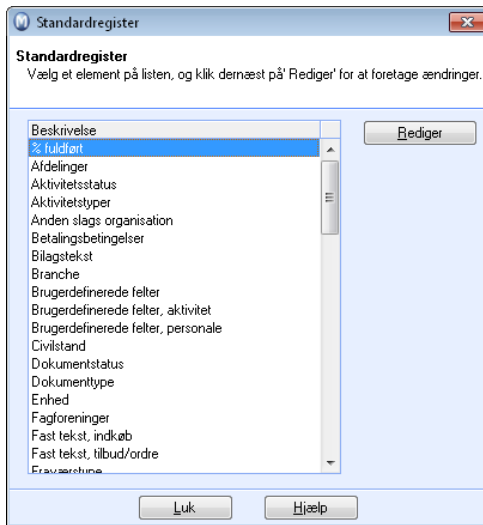 Standardregister
Standardregister
Vælg et element på listen, og klik dernæst på' Rediger' for at foretage ændringer.
Beskrivelse
Rediger
% fuldført
Afdelinger
Aktivitetsstatus
Aktivitetstyper
Anden slags organisation
Betalingsbetingelser
Bilagstekst
Branche
Brugerdefinerede felter
Brugerdefinerede felter, aktivitet
Brugerdefinerede felter, personale
Civilstand
Dokumentstatus
Dokumenttype
Enhed
Fagforeninger
Fast tekst, indkøb
Fast tekst, tilbud/ordre
Fraværstype
Luk
Hjælp